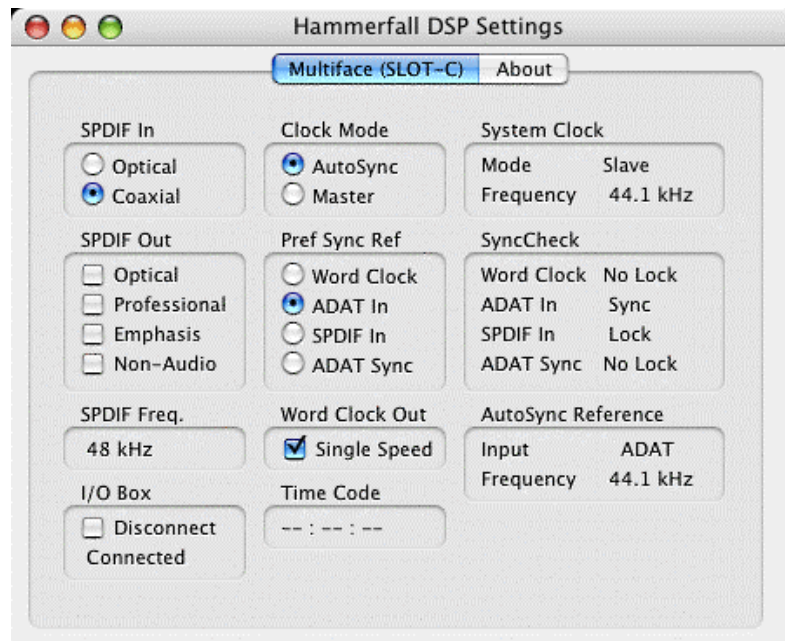 Hammerfall DSP Settings
Multiface (SLOT-C)
About
SPDIF In
Optical
Coaxial
Clock Mode
AutoSync
Master
System Clock
Mode Slave
Frequency 44.1 kHz
SPDIF Out
Optical
Professional
Emphasis
Non-Audio
Pref Sync Ref
Word Clock
ADAT In
SPDIF In
ADAT Sync
SyncCheck
Word Clock No Lock
ADAT In Sync
SPDIF In Lock
ADAT Sync No Lock
SPDIF Freq.
48 kHz
Word Clock Out
Single Speed
AutoSync Reference
Input ADAT
Frequency 44.1 kHz
I/O Box
Disconnect
Connected
Time Code
-- : -- : --